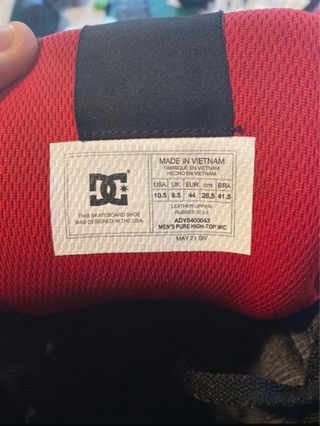 MADE IN VIETNAM
FABRIQUÉ EN VIETNAM
HECHO EN VIETNAM
USA UK EUR cm BRA
10.5 9.5 44 28,5 41.5
LEATHER UPPER/
RUBBER SOLE
ADYS400043
MEN'S PURE HIGH-TOP WC
MAY 21 SIV
DC
THIS SKATEBOARD SHOE
WAS DESIGNED IN THE USA.